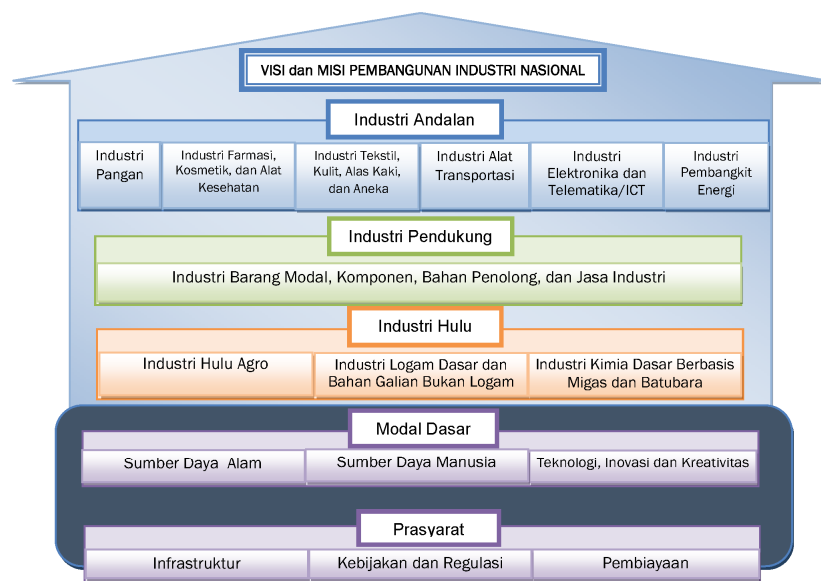 VISI dan MISI PEMBANGUNAN INDUSTRI NASIONAL
Industri Andalan
Industri
Pangan
Industri Farmasi,
Kosmetik, dan Alat
Kesehatan
Industri Tekstil,
Kulit, Alas Kaki,
dan Aneka
Industri Alat
Transportasi
Industri
Elektronika dan
Telematika/ICT
Industri
Pembangkit
Energi
Industri Pendukung
Industri Barang Modal, Komponen, Bahan Penolong, dan Jasa Industri
Industri Hulu
Industri Hulu Agro
Industri Logam Dasar dan
Bahan Galian Bukan Logam
Industri Kimia Dasar Berbasis
Migas dan Batubara
Modal Dasar
Sumber Daya Alam
Sumber Daya Manusia
Teknologi, Inovasi dan Kreativitas
Prasyarat
Infrastruktur
Kebijakan dan Regulasi
Pembiayaan